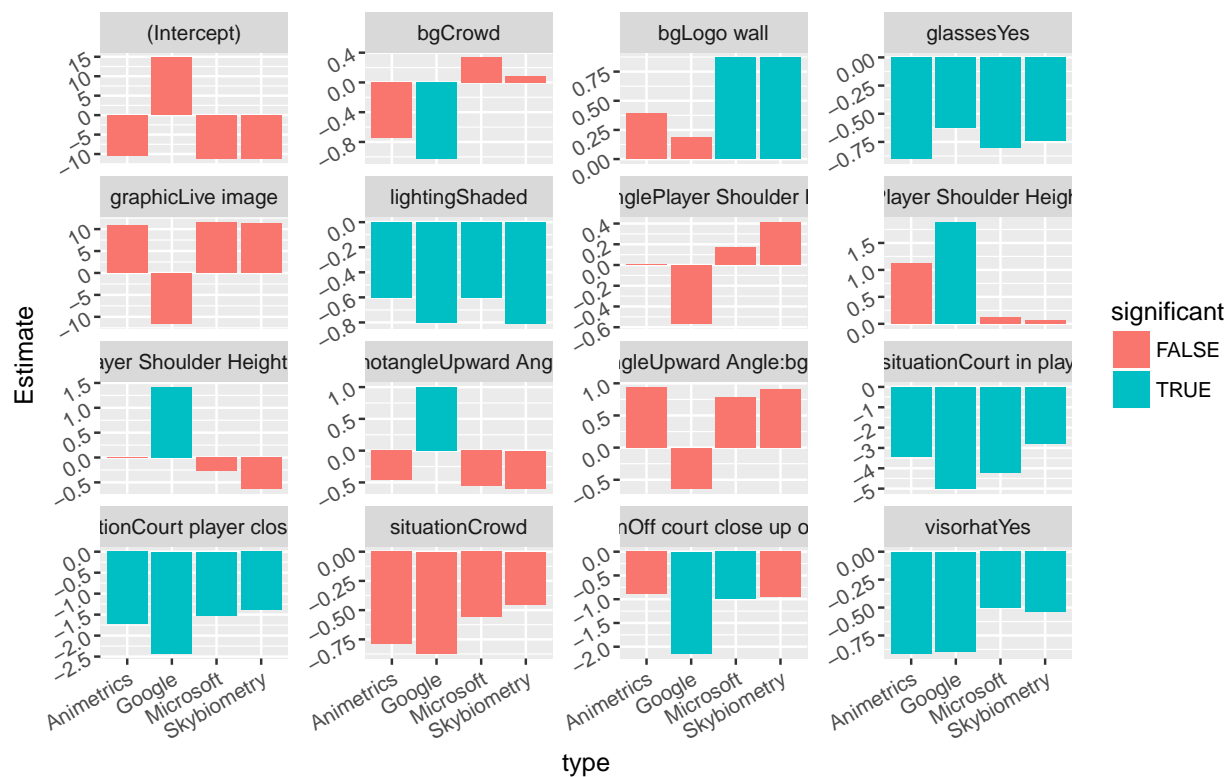 (Intercept) bgCrowd bgLogo wall glassesYes
15 10 5 0 −5 −10
0.4 0.0 −0.4 −0.8
0.75 0.50 0.25 0.00
0.00 −0.25 −0.50 −0.75
graphicLive image lightingShaded nglePlayer Shoulder H Player Shoulder Heigh
10 5 0 −5 −10
0.0 −0.2 −0.4 −0.6 −0.8
0.4 0.2 0.0 −0.2 −0.4 −0.6
1.5 1.0 0.5 0.0
Estimate
ayer Shoulder Height: notangleUpward Ang ngleUpward Angle:bg situationCourt in play
1.5 1.0 0.5 0.0 −0.5
1.0 0.5 0.0 −0.5
1.0 0.5 0.0 −0.5
0 −1 −2 −3 −4 −5
tionCourt player close situationCrowd nOff court close up o visorhatYes
0.0 −0.5 −1.0 −1.5 −2.0 −2.5
0.00 −0.25 −0.50 −0.75
0.0 −0.5 −1.0 −1.5 −2.0
0.00 −0.25 −0.50 −0.75
Animetrics Google Microsoft Skybiometry
Animetrics Google Microsoft Skybiometry
Animetrics Google Microsoft Skybiometry
Animetrics Google Microsoft Skybiometry
type
significant
FALSE
TRUE